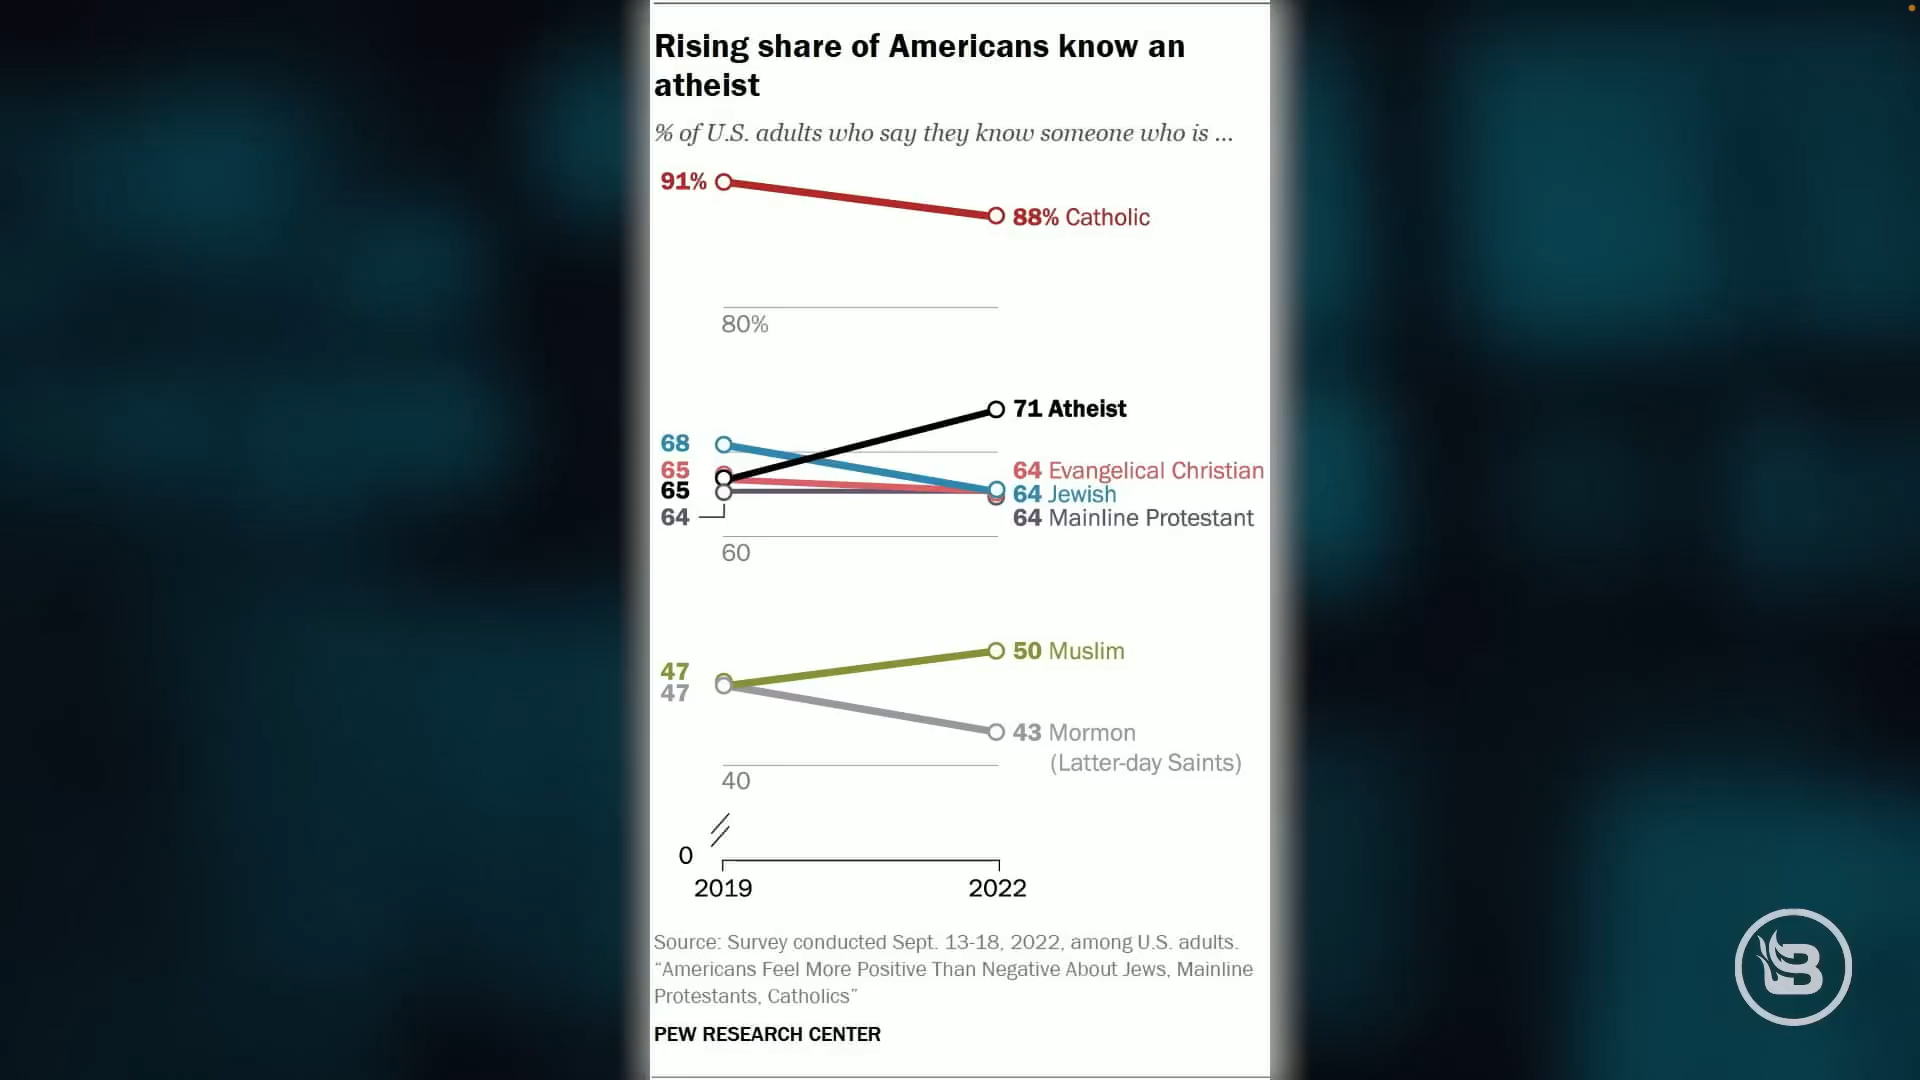 Rising share of Americans know an
atheist
% of U.S. adults who say they know someone who is ...
91%
88% Catholic
80%
71 Atheist
68
65
64 Evangelical Christian
65
64 Jewish
64
64 Mainline Protestant
60
50 Muslim
47
47
43 Mormon
(Latter-day Saints)
40
0
2019 2022
Source: Survey conducted Sept. 13-18, 2022, among U.S. adults.
“Americans Feel More Positive Than Negative About Jews, Mainline
Protestants, Catholics”
PEW RESEARCH CENTER
B